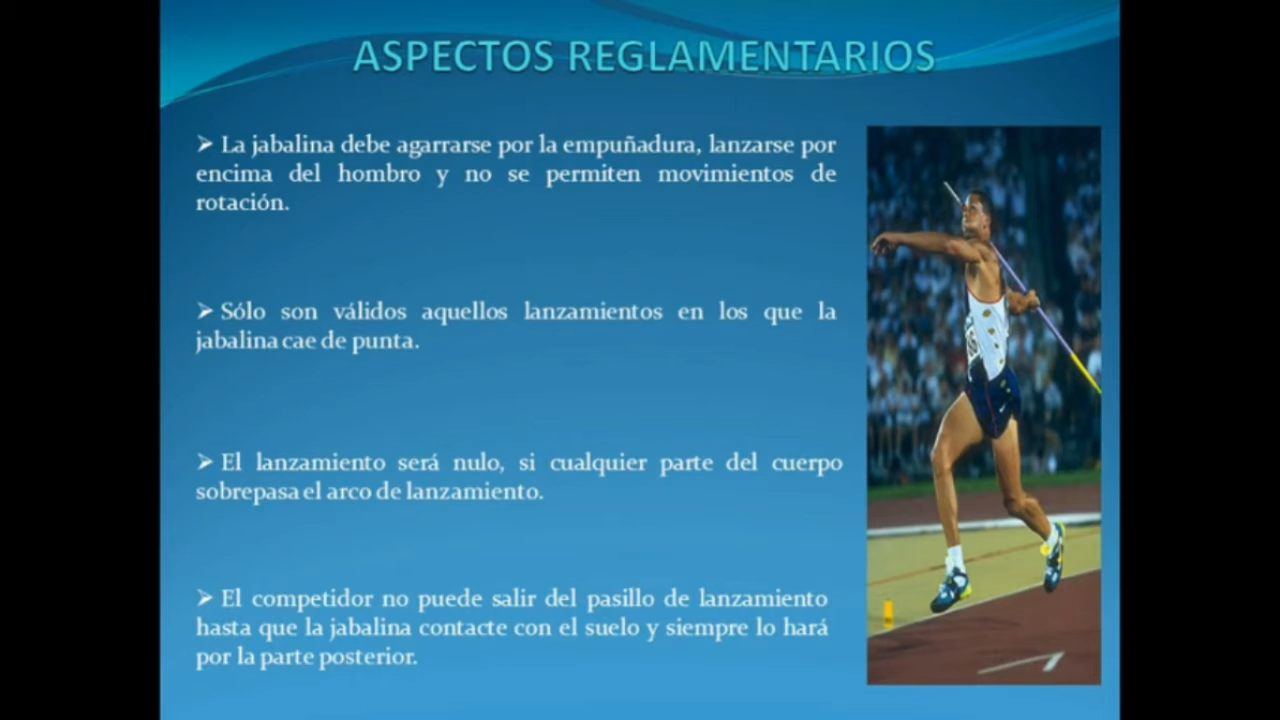 ASPECTOS REGLAMENTARIOS
➢ La jabalina debe agarrarse por la empuñadura, lanzarse por
encima del hombro y no se permiten movimientos de
rotación.
➢ Sólo son válidos aquellos lanzamientos en los que la
jabalina cae de punta.
➢ El lanzamiento será nulo, si cualquier parte del cuerpo
sobrepasa el arco de lanzamiento.
➢ El competidor no puede salir del pasillo de lanzamiento
hasta que la jabalina contacte con el suelo y siempre lo hará
por la parte posterior.